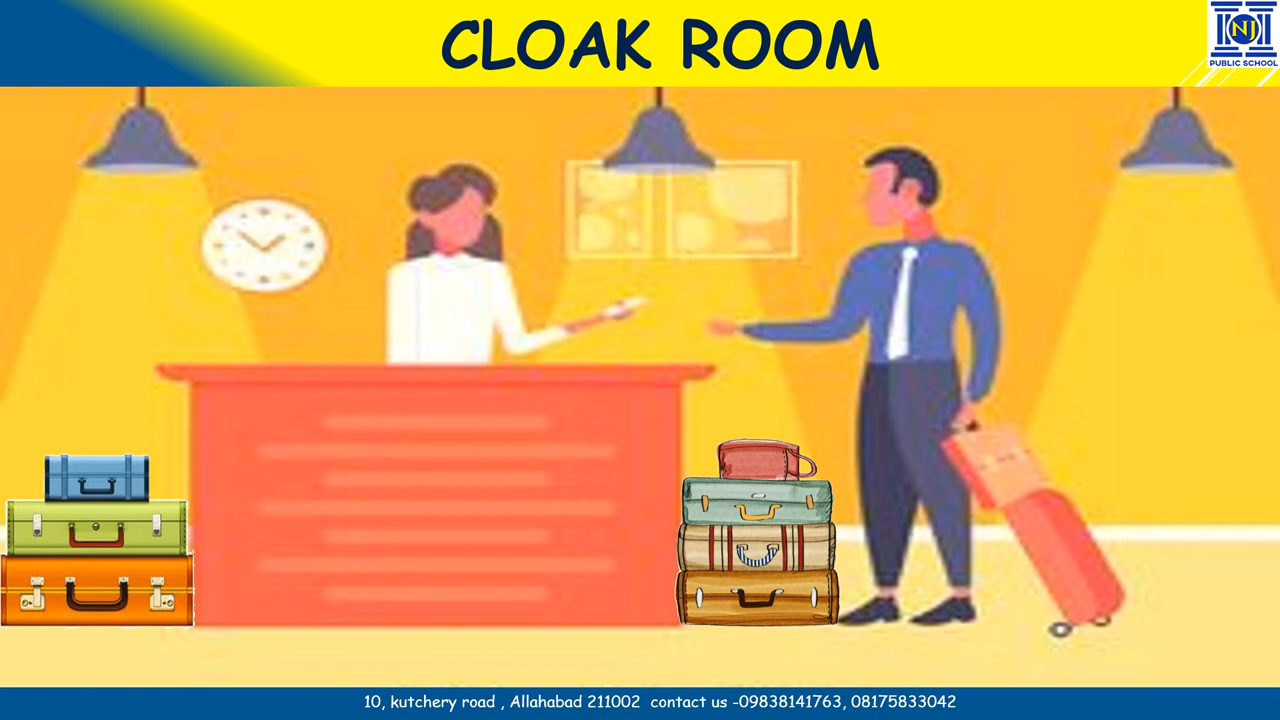 CLOAK ROOM
NJ
PUBLIC SCHOOL
10, kutchery road , Allahabad 211002  contact us -09838141763, 08175833042